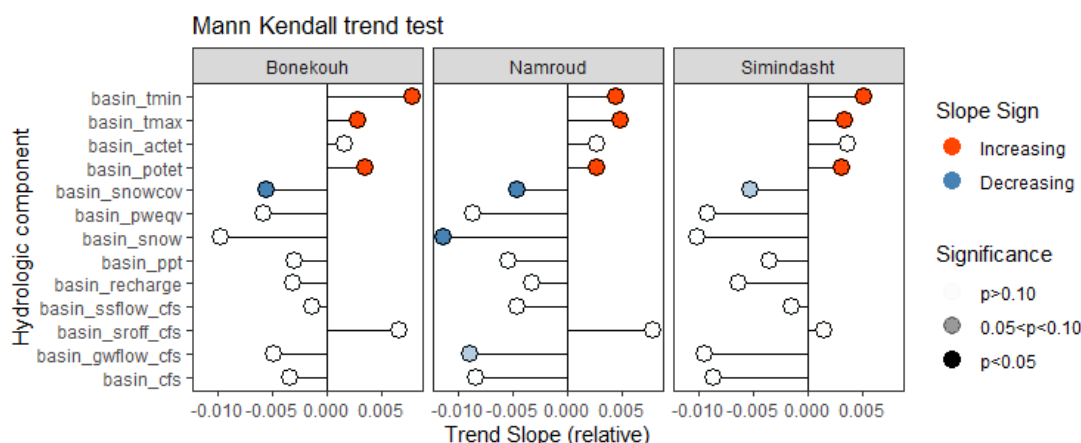 Mann Kendall trend test
Bonekouh Namroud Simindasht
Hydrologic component
basin_tmin
basin_tmax
basin_actet
basin_potet
basin_snowcov
basin_pweqv
basin_snow
basin_ppt
basin_recharge
basin_ssflow_cfs
basin_sroff_cfs
basin_gwflow_cfs
basin_cfs
-0.010 -0.005 0.000 0.005 -0.010 -0.005 0.000 0.005 -0.010 -0.005 0.000 0.005
Trend Slope (relative)
Slope Sign
Increasing
Decreasing
Significance
p>0.10
0.05<p<0.10
p<0.05